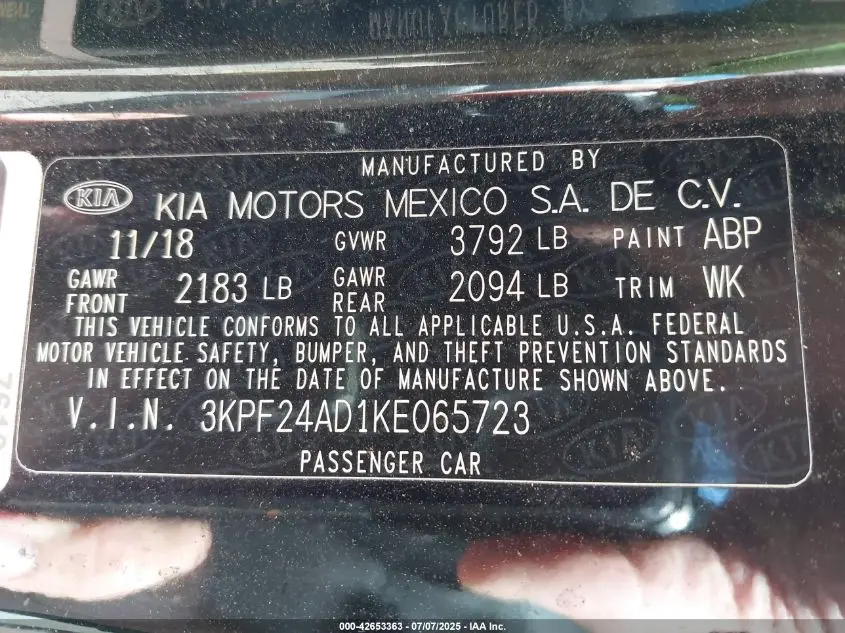 MANUFACTURED BY
KIA KIA MOTORS MEXICO S.A. DE C.V.
11/18 GVWR 3792 LB PAINT ABP
GAWR FRONT 2183 LB GAWR REAR 2094 LB TRIM WK
THIS VEHICLE CONFORMS TO ALL APPLICABLE U.S.A. FEDERAL
MOTOR VEHICLE SAFETY, BUMPER, AND THEFT PREVENTION STANDARDS
IN EFFECT ON THE DATE OF MANUFACTURE SHOWN ABOVE.
V.I.N. 3KPF24AD1KE065723
PASSENGER CAR
000-42653363 - 07/07/2025 - IAA Inc.